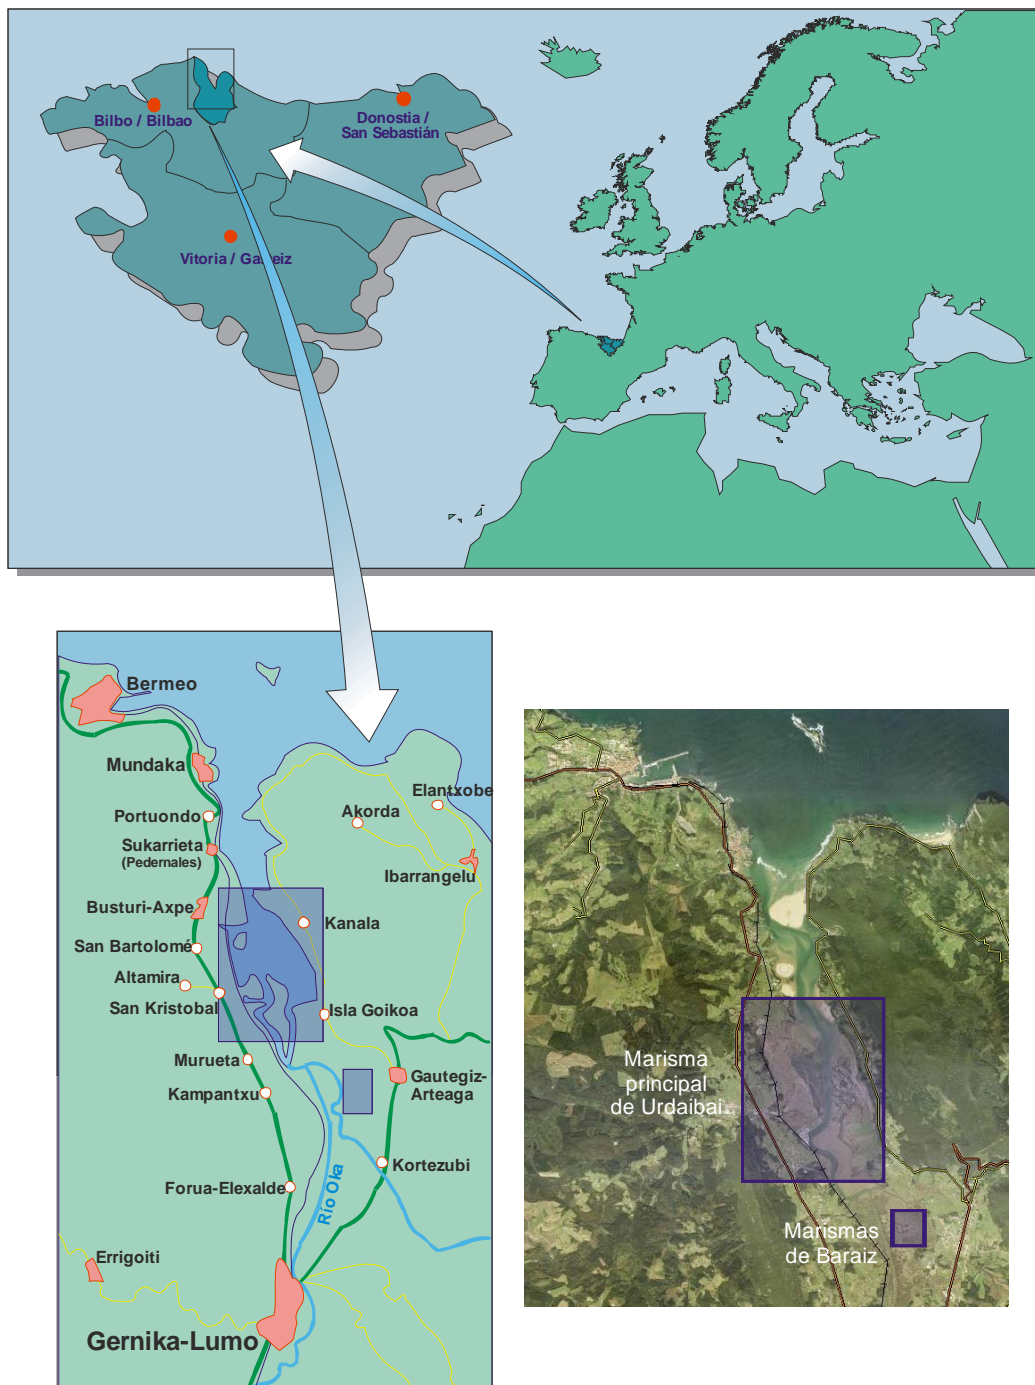 Bilbo / Bilbao
Donostia /
San Sebastián
Vitoria / Gasteiz
Bermeo
Mundaka
Portuondo
Sukarrieta
(Pedernales)
Busturi-Axpe
San Bartolomé
Altamira
San Kristobal
Murueta
Kampantxu
Forua-Elexalde
Errigoiti
Gernika-Lumo
Elantxobe
Akorda
Ibarrangelu
Kanala
Isla Goikoa
Gautegiz-
Arteaga
Kortezubi
Río Oka
Marisma
principal
de Urdaibai
Marismas
de Baraiz